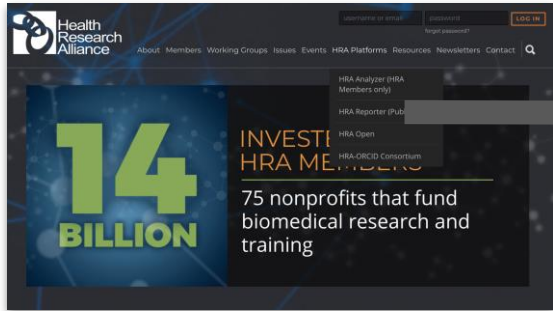 Health
Research
Alliance
username or email
password
LOG IN
forgot password?
About Members Working Groups Issues Events HRA Platforms Resources Newsletters Contact
HRA Analyzer (HRA
Members only)
HRA Reporter (Pub
HRA Open
HRA-ORCID Consortium
14
BILLION
INVESTE
HRA MEMBERS
75 nonprofits that fund
biomedical research and
training